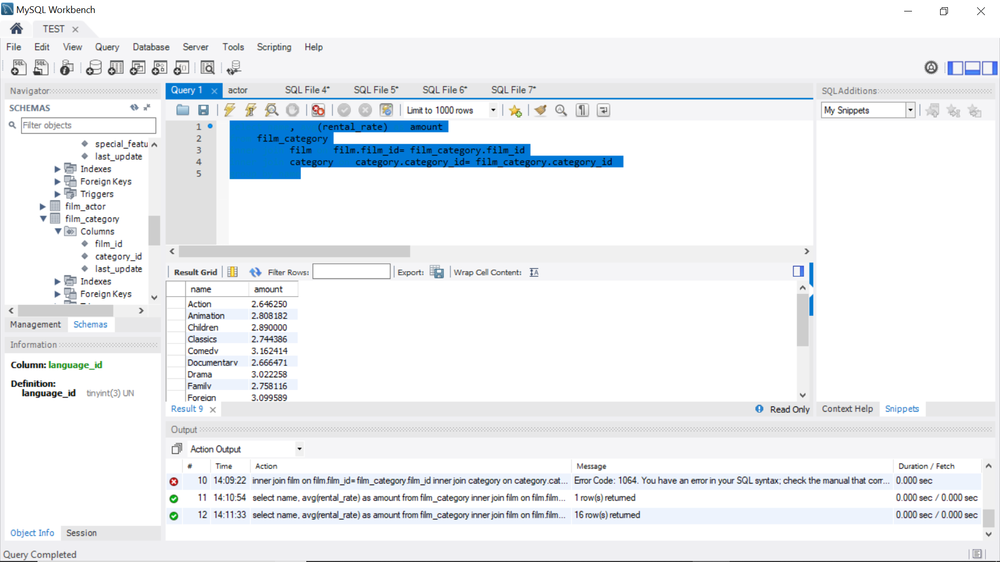 MySQL Workbench
TEST
File Edit View Query Database Server Tools Scripting Help
Navigator
SCHEMAS
Filter objects
special_featu
last_update
Indexes
Foreign Keys
Triggers
film_actor
film_category
Columns
film_id
category_id
last_update
Indexes
Foreign Keys
Management Schemas
Information
Column: language_id
Definition:
language_id tinyint(3) UN
Object Info Session
Query 1 actor SQL File 4* SQL File 5* SQL File 6* SQL File 7*
Limit to 1000 rows
1 , (rental_rate) amount
2 film_category
3 film film.film_id= film_category.film_id
4 category category.category_id= film_category.category_id
5
Result Grid Filter Rows: Export: Wrap Cell Content:
name amount
Action 2.646250
Animation 2.808182
Children 2.890000
Classics 2.744386
Comedy 3.162414
Documentary 2.666471
Drama 3.022258
Family 2.758116
Foreign 3.099589
Result 9 Read Only
SQLAdditions
My Snippets
Context Help Snippets
Output
Action Output
# Time Action Message Duration / Fetch
10 14:09:22 inner join film on film.film_id= film_category.film_id inner join category on category.cat... Error Code: 1064. You have an error in your SQL syntax; check the manual that corr... 0.000 sec
11 14:10:54 select name, avg(rental_rate) as amount from film_category inner join film on film.film... 1 row(s) returned 0.000 sec / 0.000 sec
12 14:11:33 select name, avg(rental_rate) as amount from film_category inner join film on film.film... 16 row(s) returned 0.000 sec / 0.000 sec
Query Completed